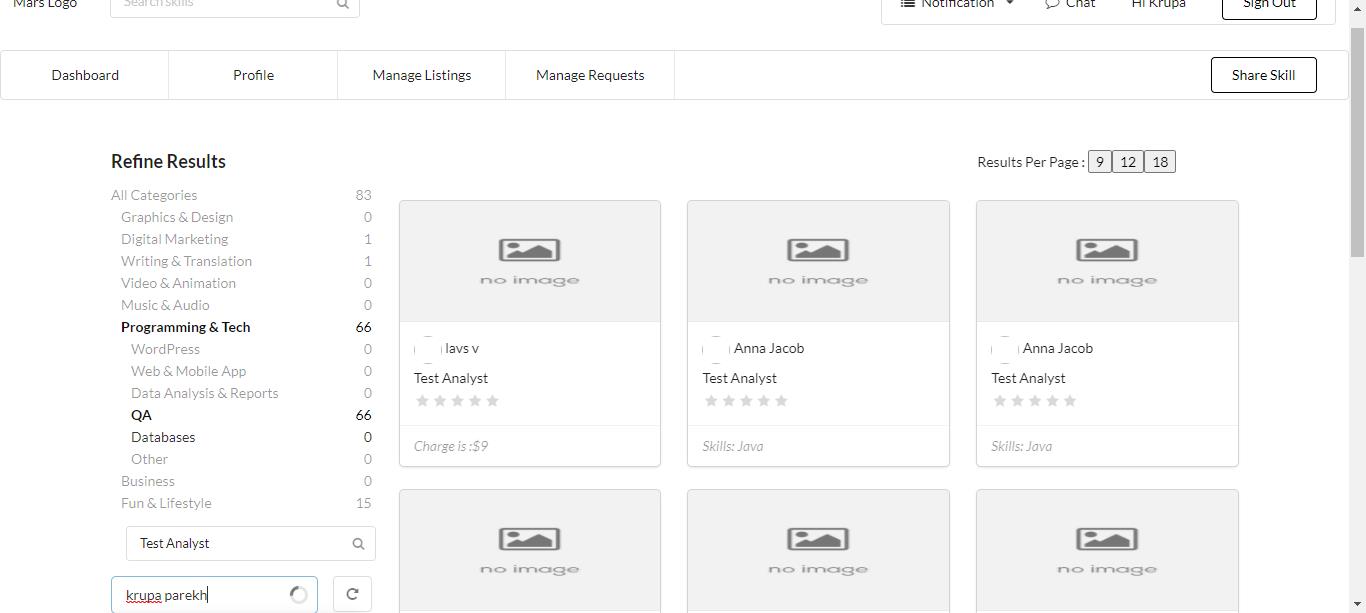 Mars Logo
Search skills
Notification
Chat
Hi Krupa
Sign Out
Dashboard
Profile
Manage Listings
Manage Requests
Share Skill
Refine Results
All Categories 83
Graphics & Design 0
Digital Marketing 1
Writing & Translation 1
Video & Animation 0
Music & Audio 0
Programming & Tech 66
WordPress 0
Web & Mobile App 0
Data Analysis & Reports 0
QA 66
Databases 0
Other 0
Business 0
Fun & Lifestyle 15
Test Analyst
krupa parekh
Results Per Page : 9 12 18
no image
lavs v
Test Analyst
Charge is :$9
no image
Anna Jacob
Test Analyst
Skills: Java
no image
Anna Jacob
Test Analyst
Skills: Java
no image
no image
no image